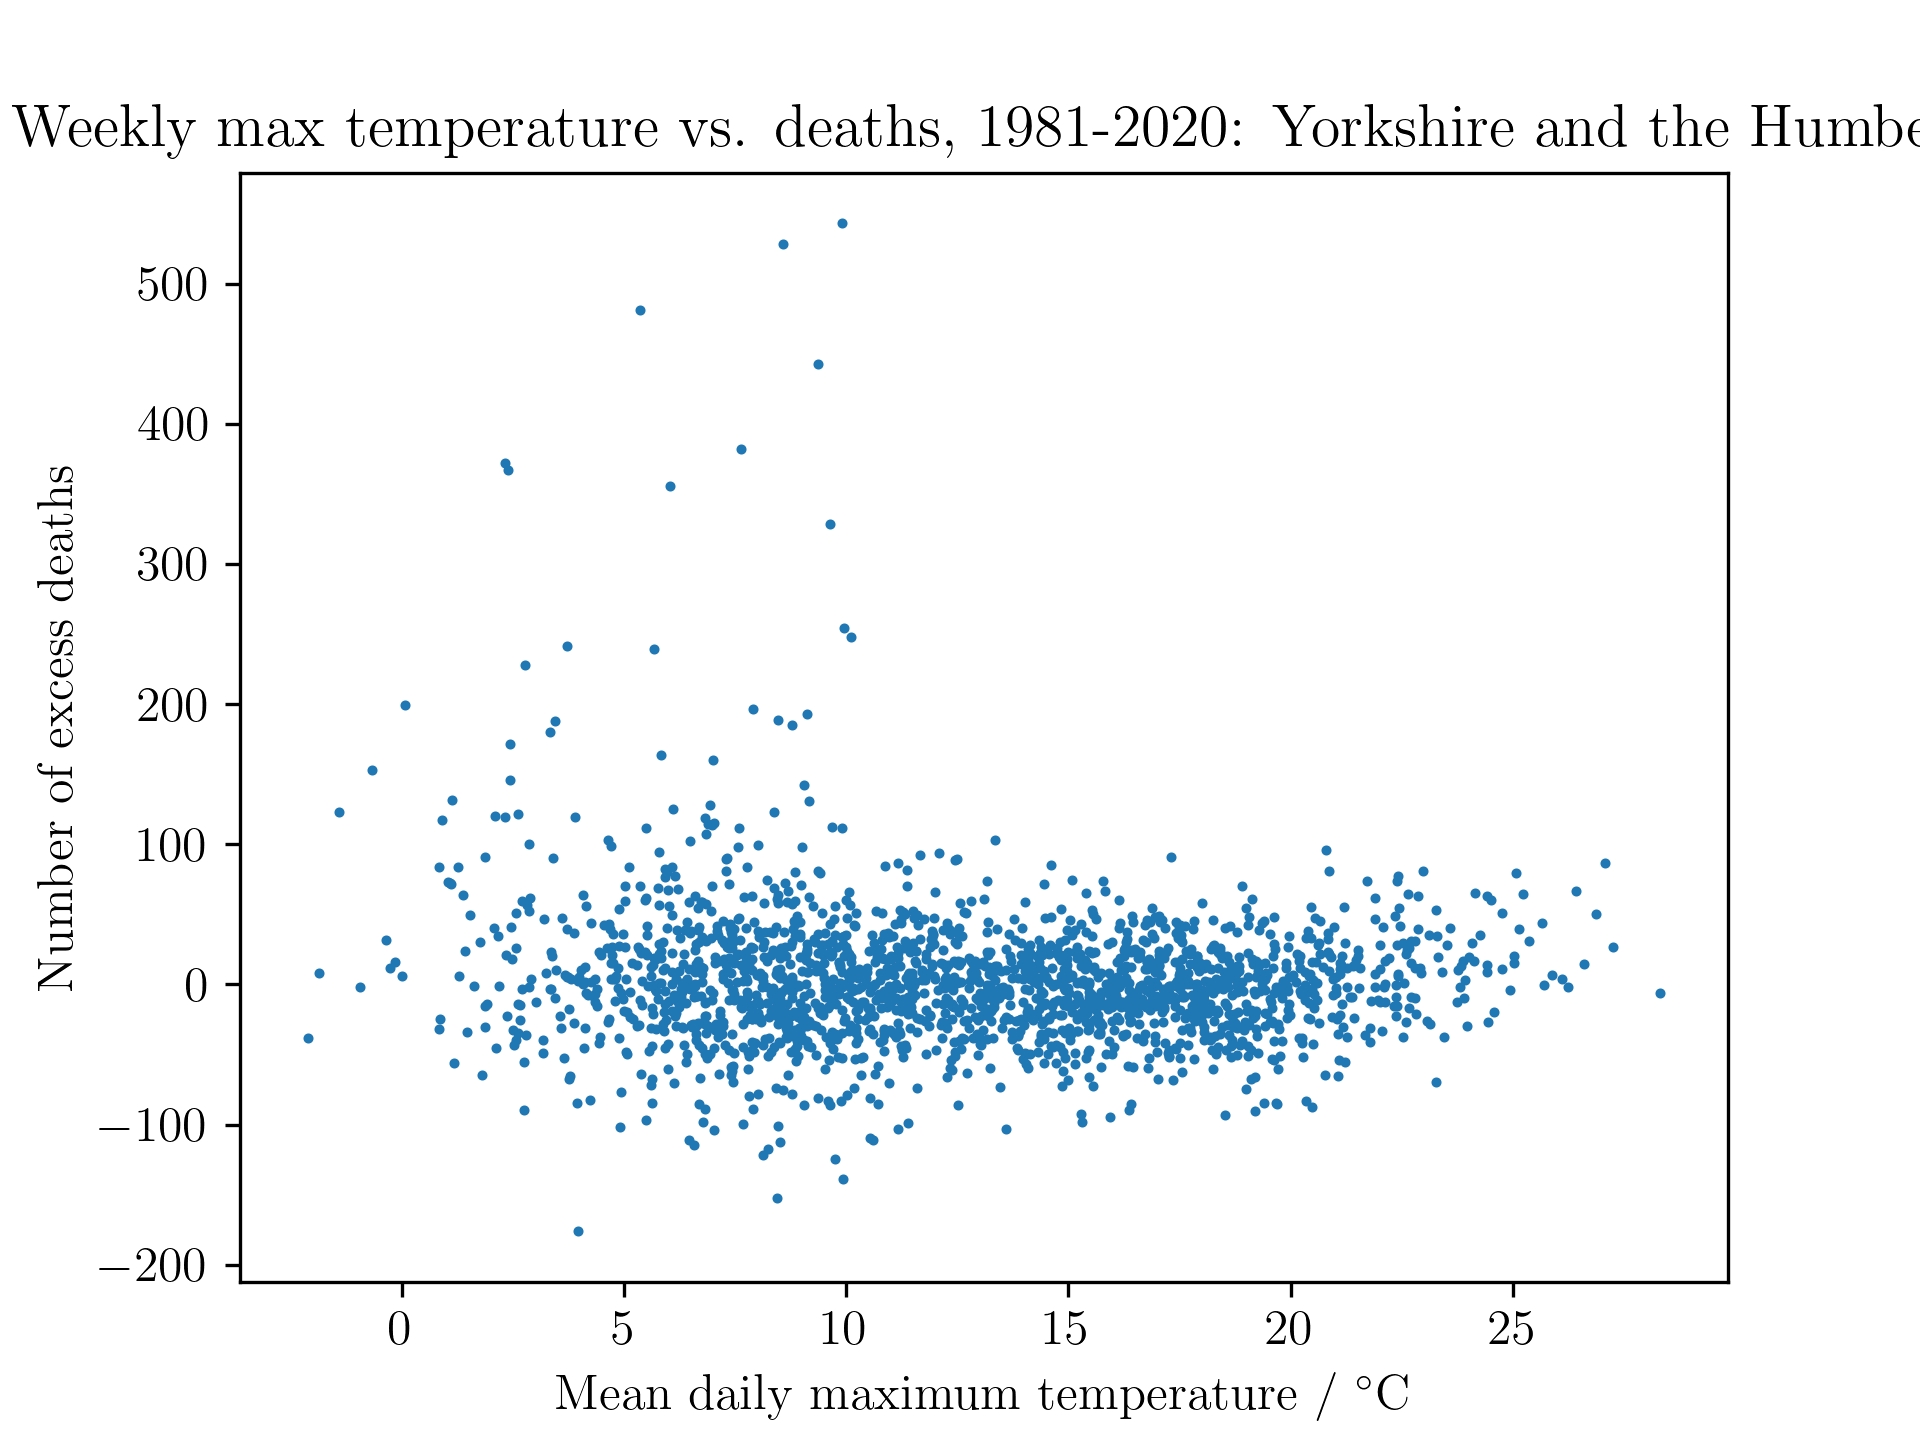 Weekly max temperature vs. deaths, 1981-2020: Yorkshire and the Humbe
500
400
300
200
100
0
−100
−200
Number of excess deaths
0 5 10 15 20 25
Mean daily maximum temperature / °C